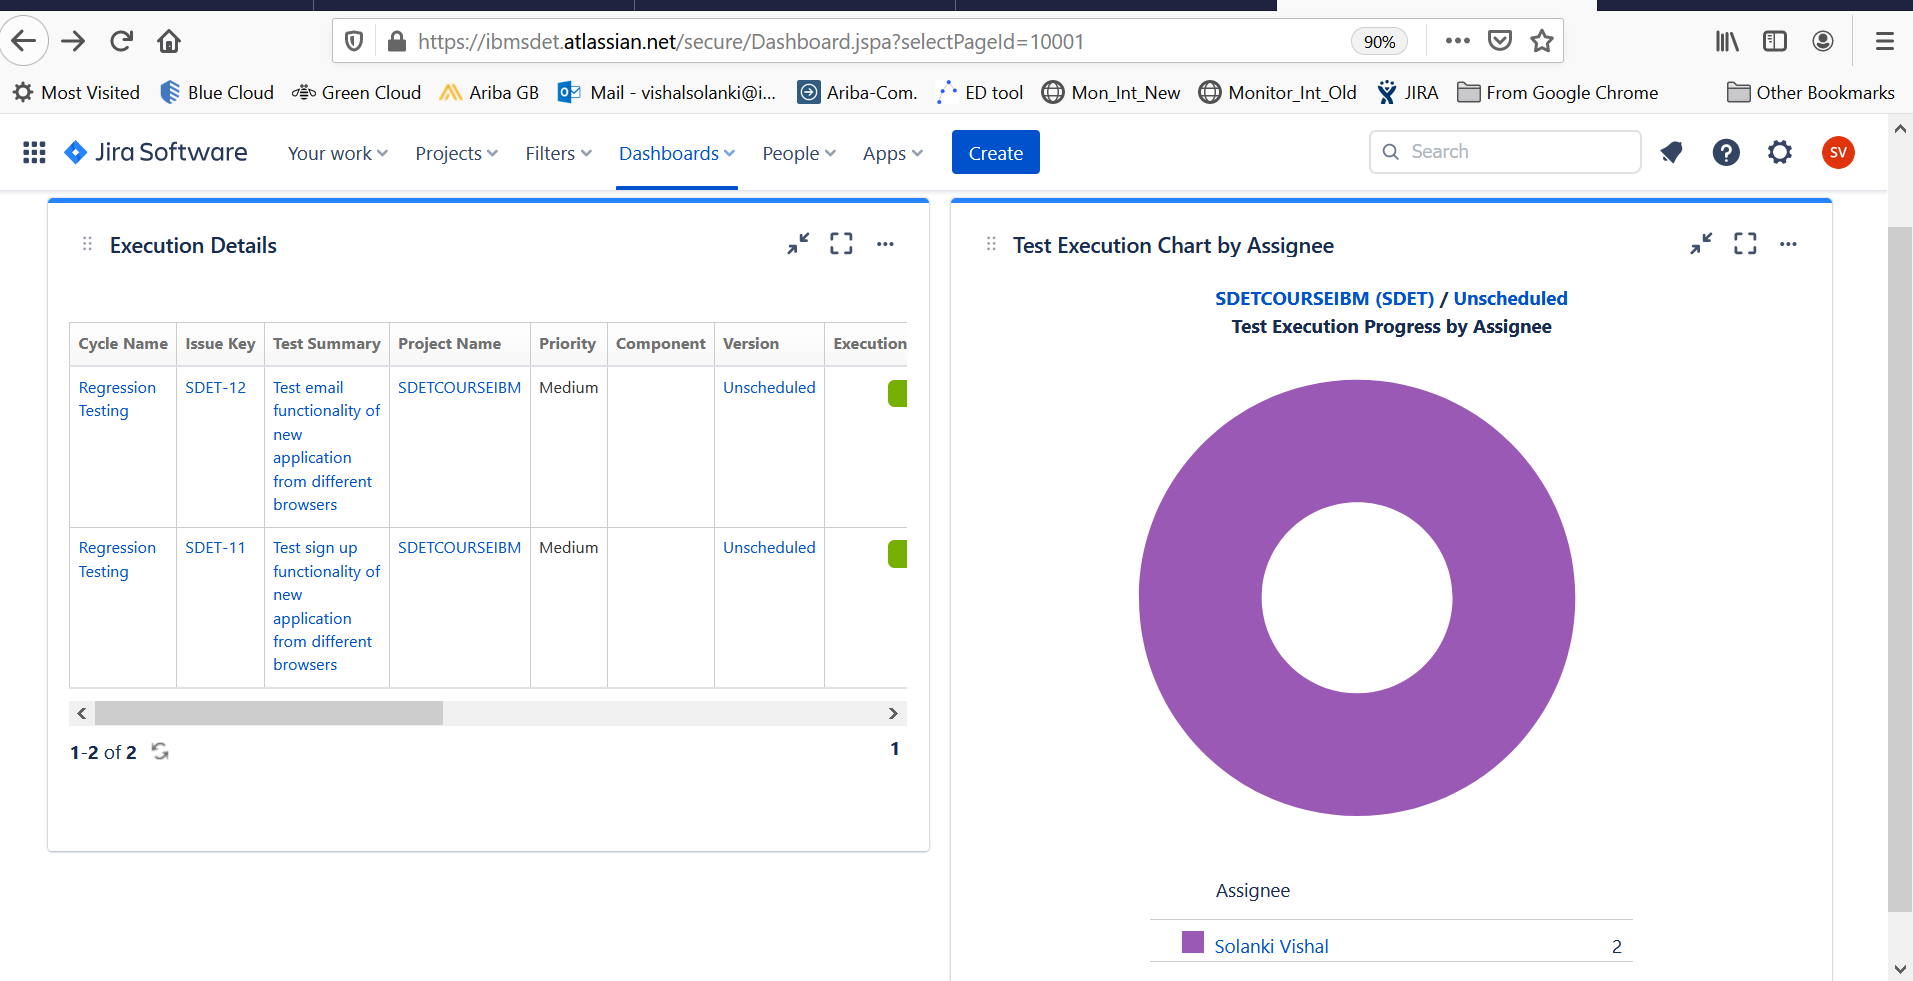 https://ibmsdet.atlassian.net/secure/Dashboard.jspa?selectPageId=10001
90%
Most Visited
Blue Cloud
Green Cloud
Ariba GB
Mail - vishalsolanki@i...
Ariba-Com.
ED tool
Mon_Int_New
Monitor_Int_Old
JIRA
From Google Chrome
Other Bookmarks
Jira Software
Your work
Projects
Filters
Dashboards
People
Apps
Create
Search
SV
Execution Details
Cycle Name Issue Key Test Summary Project Name Priority Component Version Execution
Regression Testing
SDET-12
Test email
functionality of
new
application
from different
browsers
SDETCOURSEIBM
Medium
Unscheduled
Regression Testing
SDET-11
Test sign up
functionality of
new
application
from different
browsers
SDETCOURSEIBM
Medium
Unscheduled
1-2 of 2
1
Test Execution Chart by Assignee
SDETCOURSEIBM (SDET) / Unscheduled
Test Execution Progress by Assignee
Assignee
Solanki Vishal 2